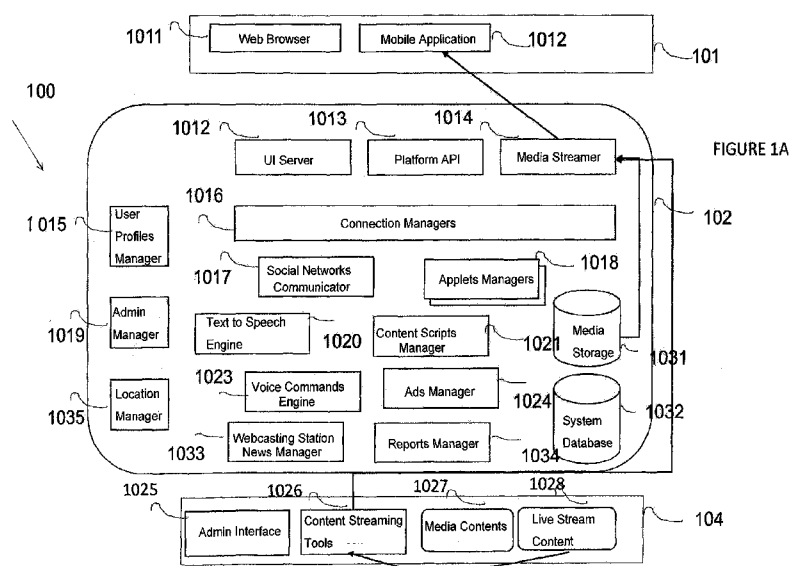 1011
Web Browser
Mobile Application
1012
101
100
1012
1013
1014
UI Server
Platform API
Media Streamer
FIGURE 1A
1015
User
Profiles
Manager
1016
Connection Managers
102
1017
Social Networks
Communicator
Applets Managers
1018
1019
Admin
Manager
Text to Speech
Engine
1020
Content Scripts
Manager
1021
Media
Storage
1031
1035
Location
Manager
1023
Voice Commands
Engine
Ads Manager
1024
1032
System
Database
1033
Webcasting Station
News Manager
Reports Manager
1034
1025
1026
1027
1028
Admin Interface
Content Streaming
Tools
Media Contents
Live Stream
Content
104